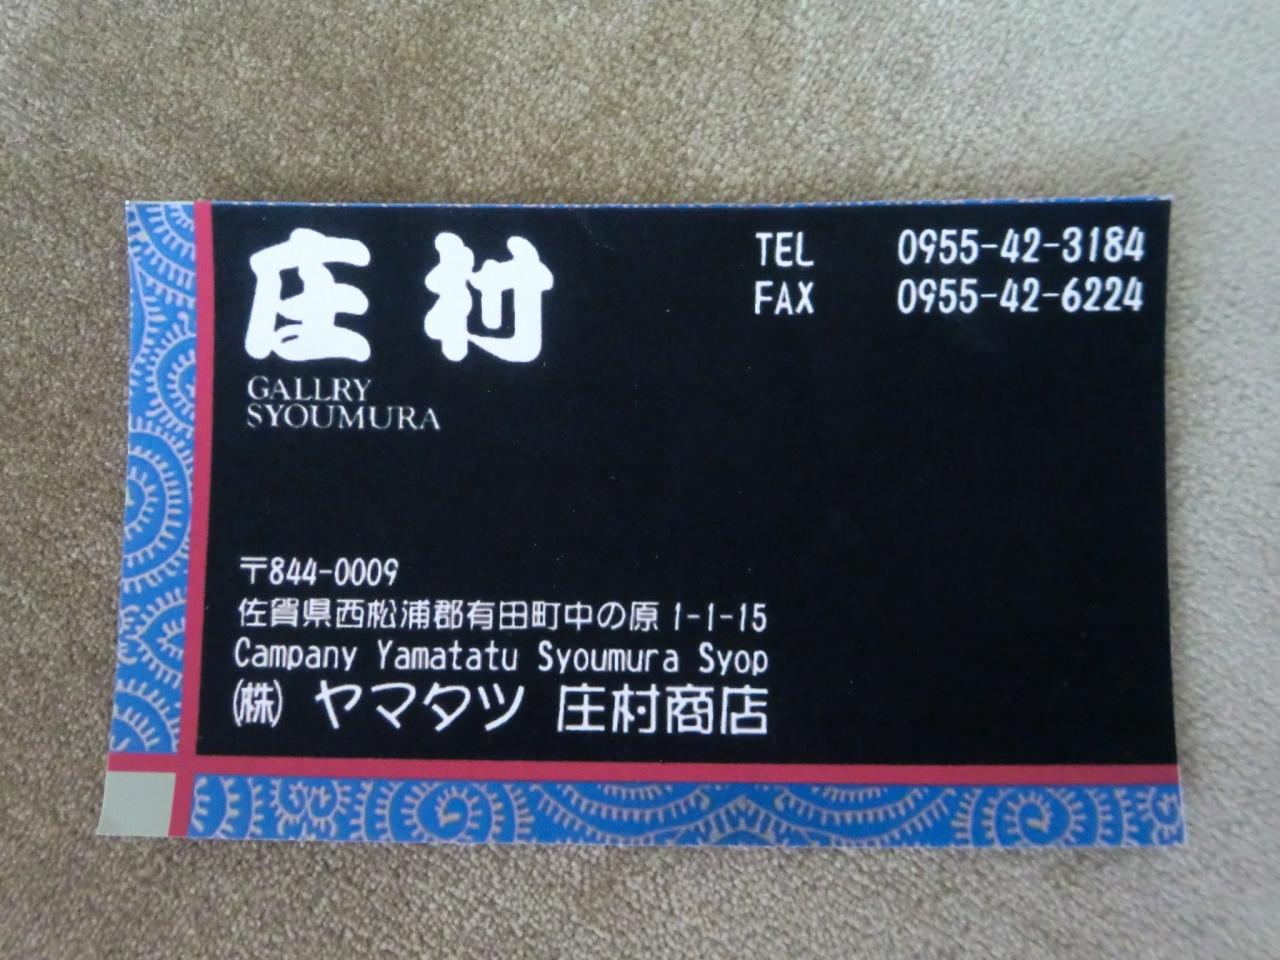 庄村
GALLRY
SYOUMURA
TEL 0955-42-3184
FAX 0955-42-6224
〒844-0009
佐賀県西松浦郡有田町中の原1-1-15
Campany Yamatatu Syoumura Syop
㈱ ヤマタツ 庄村商店